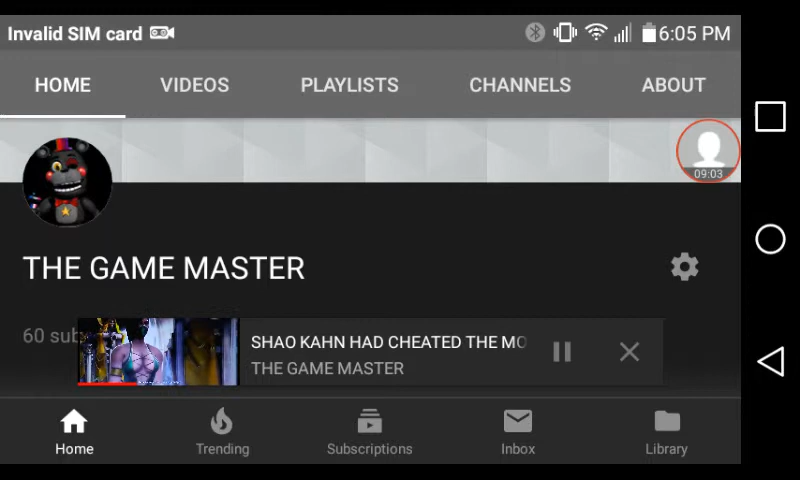 Invalid SIM card 6:05 PM
HOME VIDEOS PLAYLISTS CHANNELS ABOUT
09:03
THE GAME MASTER
60 sub
SHAO KAHN HAD CHEATED THE MO
THE GAME MASTER
Home Trending Subscriptions Inbox Library